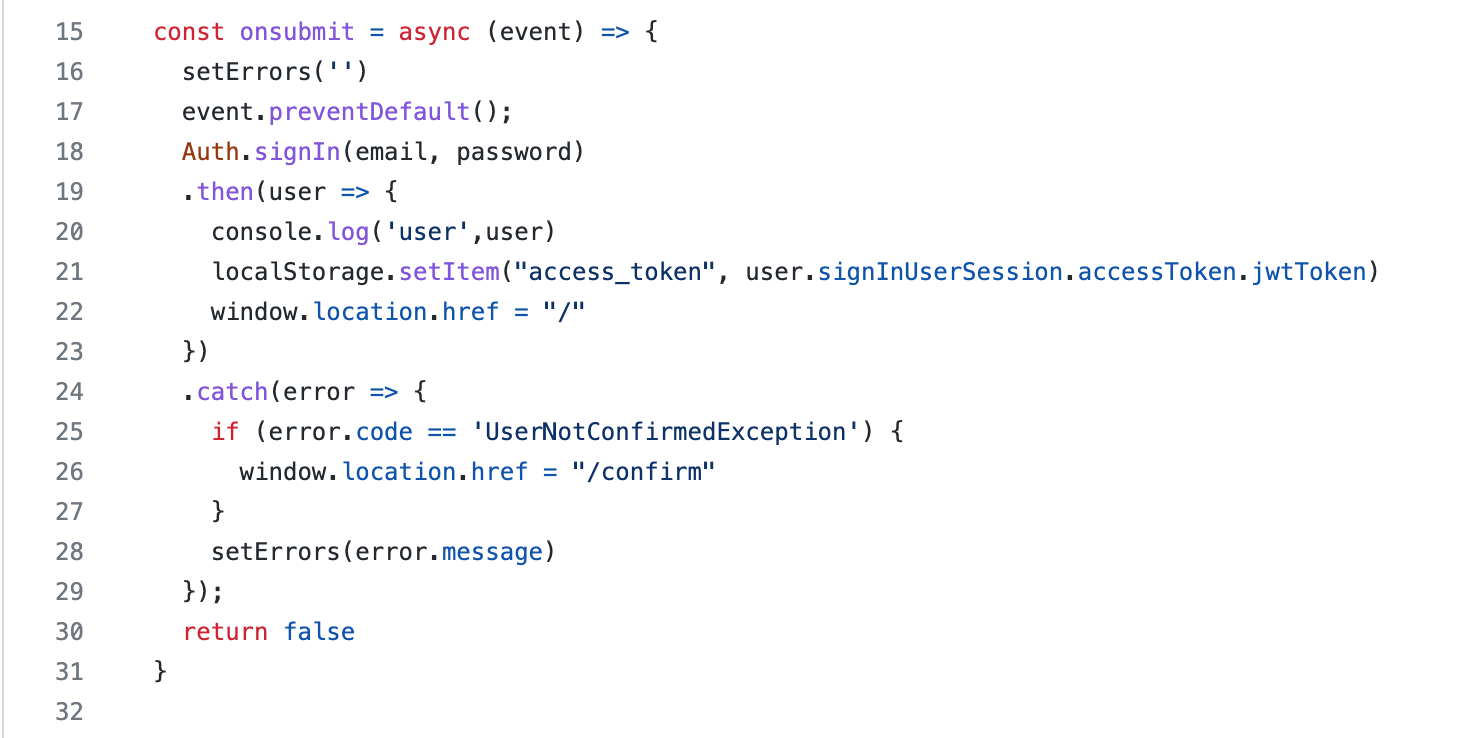 15 const onsubmit = async (event) => {
16 setErrors('')
17 event.preventDefault();
18 Auth.signIn(email, password)
19 .then(user => {
20 console.log('user',user)
21 localStorage.setItem("access_token", user.signInUserSession.accessToken.jwtToken)
22 window.location.href = "/"
23 })
24 .catch(error => {
25 if (error.code == 'UserNotConfirmedException') {
26 window.location.href = "/confirm"
27 }
28 setErrors(error.message)
29 });
30 return false
31 }
32